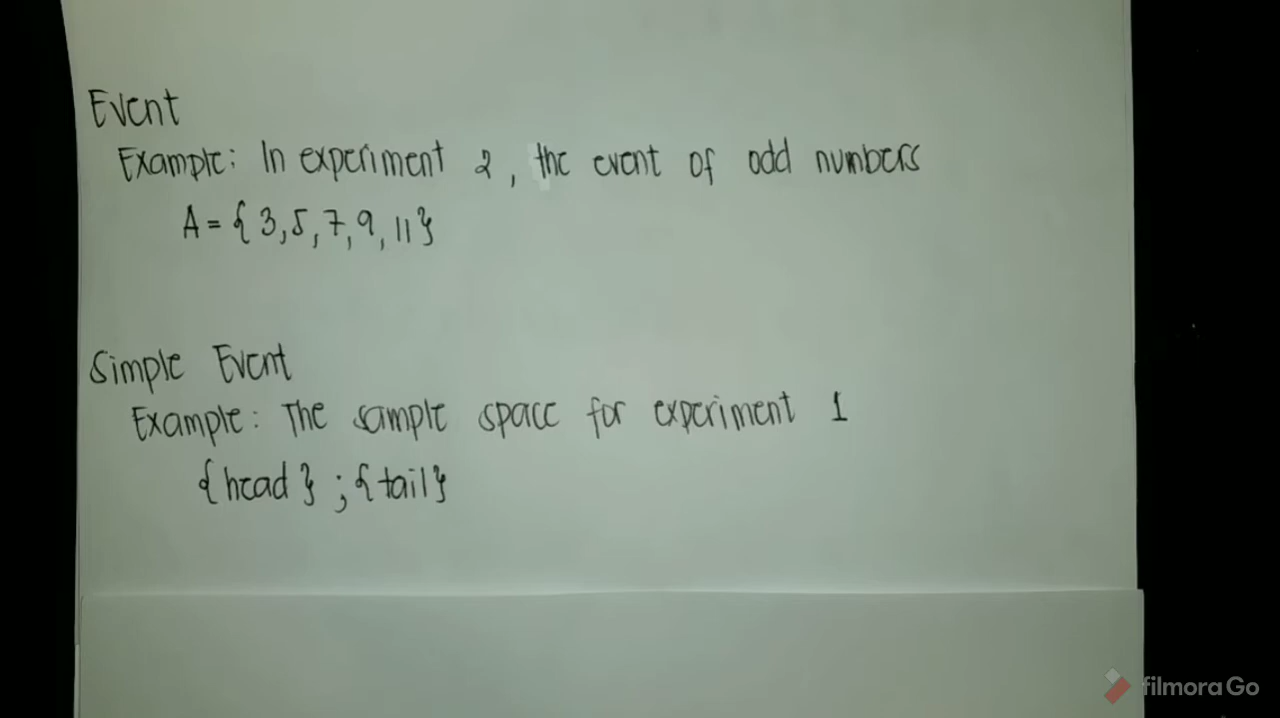 Event
Example: In experiment 2, the event of odd numbers
A = {3,5,7,9,11}
Simple Event
Example: The sample space for experiment 1
{head} ; {tail}
filmoraGo